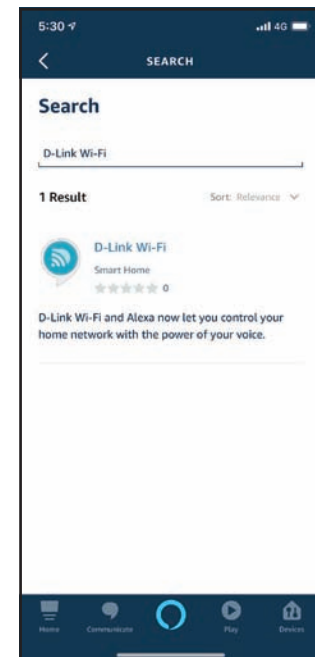 5:30
4G
SEARCH
Search
D-Link Wi-Fi
1 Result Sort: Relevance
D-Link Wi-Fi
Smart Home
0
D-Link Wi-Fi and Alexa now let you control your
home network with the power of your voice.
Home Communicate Play Devices